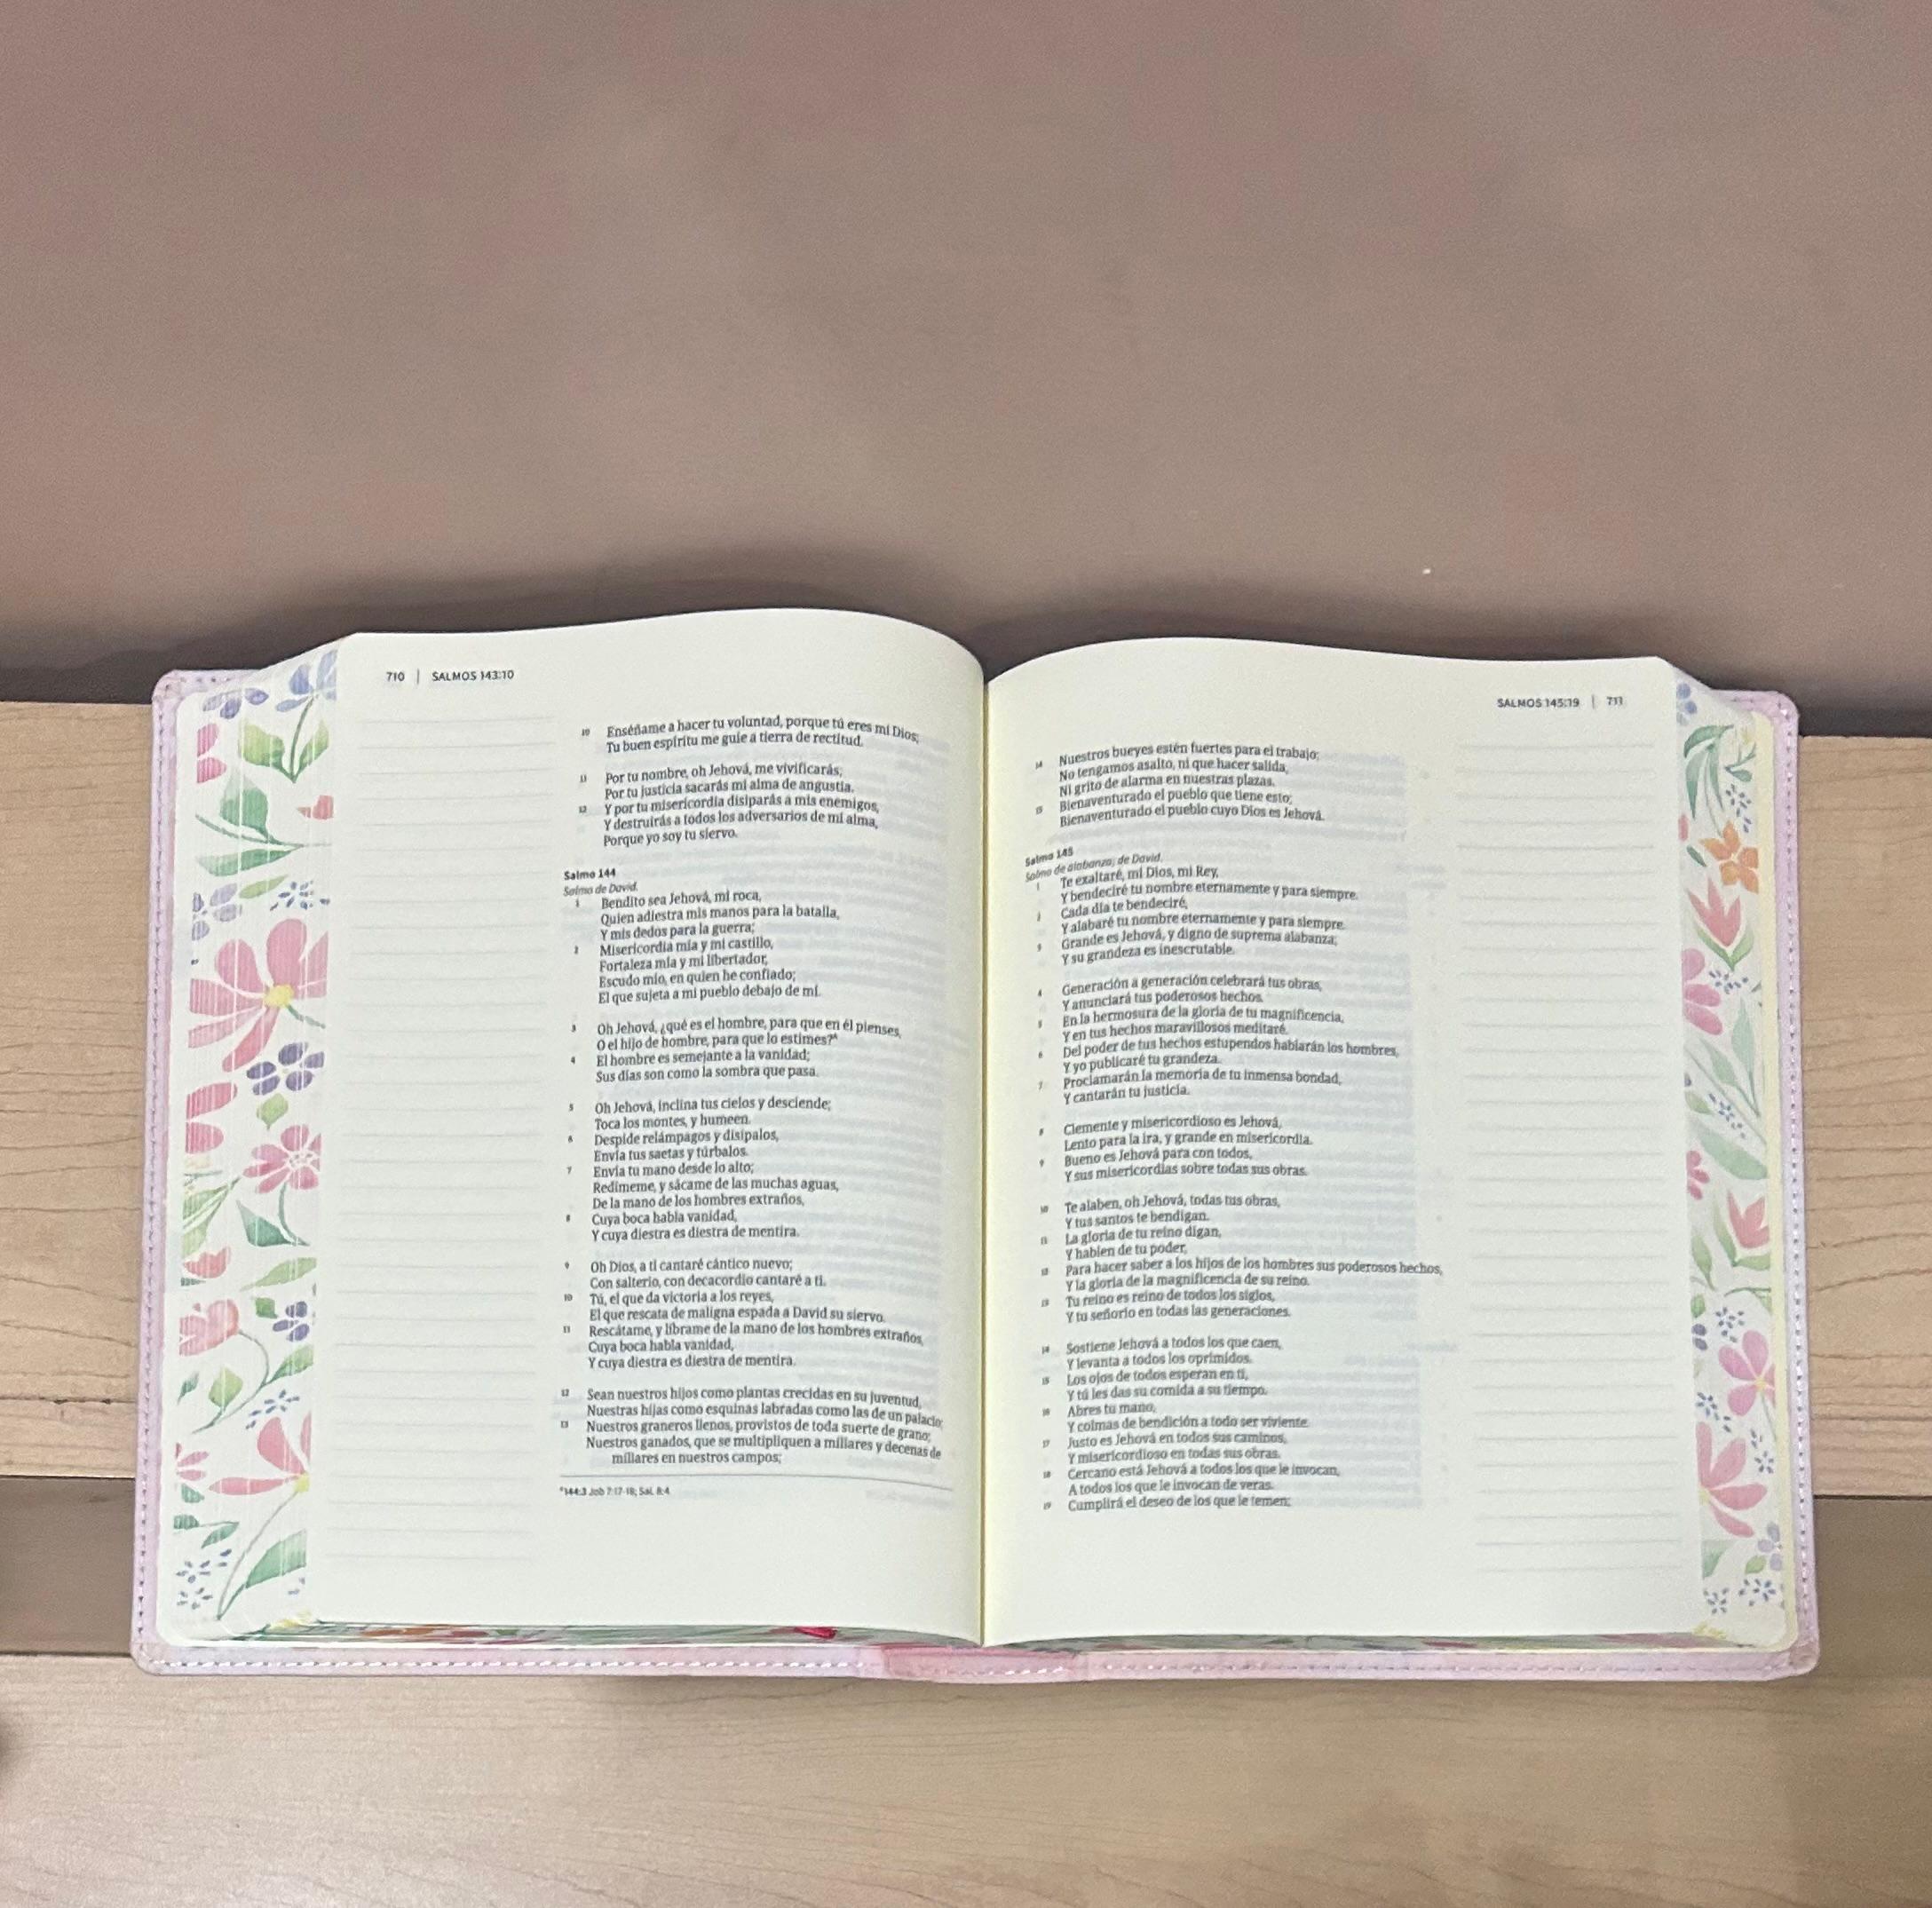 710 | SALMOS 143:10
10 Enséñame a hacer tu voluntad, porque tú eres mi Dios;
Tu buen espíritu me guíe a tierra de rectitud.
11 Por tu nombre, oh Jehová, me vivificarás;
Por tu justicia sacarás mi alma de angustia.
12 Y por tu misericordia disiparás a mis enemigos,
Y destruirás a todos los adversarios de mi alma,
Porque yo soy tu siervo.
Salmo 144
Salmo de David.
1 Bendito sea Jehová, mi roca,
Quien adiestra mis manos para la batalla,
Y mis dedos para la guerra;
2 Misericordia mía y mi castillo,
Fortaleza mía y mi libertador,
Escudo mío, en quien he confiado;
El que sujeta a mi pueblo debajo de mí.
3 Oh Jehová, ¿qué es el hombre, para que en él pienses,
O el hijo de hombre, para que lo estimes?ª
4 El hombre es semejante a la vanidad;
Sus días son como la sombra que pasa.
5 Oh Jehová, inclina tus cielos y desciende;
Toca los montes, y humeen.
6 Despide relámpagos y disípalos,
Envía tus saetas y túrbalos.
7 Envía tu mano desde lo alto;
Redímeme, y sácame de las muchas aguas,
De la mano de los hombres extraños,
8 Cuya boca habla vanidad,
Y cuya diestra es diestra de mentira.
9 Oh Dios, a ti cantaré cántico nuevo;
Con salterio, con decacordio cantaré a ti.
10 Tú, el que da victoria a los reyes,
El que rescata de maligna espada a David su siervo.
11 Rescátame, y líbrame de la mano de los hombres extraños,
Cuya boca habla vanidad,
Y cuya diestra es diestra de mentira.
12 Sean nuestros hijos como plantas crecidas en su juventud,
Nuestras hijas como esquinas labradas como las de un palacio;
13 Nuestros graneros llenos, provistos de toda suerte de grano;
Nuestros ganados, que se multipliquen a millares y decenas de
millares en nuestros campos;
ª144:3 Job 7:17-18; Sal. 8:4.
SALMOS 145:19 | 711
14 Nuestros bueyes estén fuertes para el trabajo;
No tengamos asalto, ni que hacer salida,
Ni grito de alarma en nuestras plazas.
15 Bienaventurado el pueblo que tiene esto;
Bienaventurado el pueblo cuyo Dios es Jehová.
Salmo 145
Salmo de alabanza; de David.
1 Te exaltaré, mi Dios, mi Rey,
Y bendeciré tu nombre eternamente y para siempre.
2 Cada día te bendeciré,
Y alabaré tu nombre eternamente y para siempre.
3 Grande es Jehová, y digno de suprema alabanza;
Y su grandeza es inescrutable.
4 Generación a generación celebrará tus obras,
Y anunciará tus poderosos hechos.
5 En la hermosura de la gloria de tu magnificencia,
Y en tus hechos maravillosos meditaré.
6 Del poder de tus hechos estupendos hablarán los hombres,
Y yo publicaré tu grandeza.
7 Proclamarán la memoria de tu inmensa bondad,
Y cantarán tu justicia.
8 Clemente y misericordioso es Jehová,
Lento para la ira, y grande en misericordia.
9 Bueno es Jehová para con todos,
Y sus misericordias sobre todas sus obras.
10 Te alaben, oh Jehová, todas tus obras,
Y tus santos te bendigan.
11 La gloria de tu reino digan,
Y hablen de tu poder,
12 Para hacer saber a los hijos de los hombres sus poderosos hechos,
Y la gloria de la magnificencia de su reino.
13 Tu reino es reino de todos los siglos,
Y tu señorío en todas las generaciones.
14 Sostiene Jehová a todos los que caen,
Y levanta a todos los oprimidos.
15 Los ojos de todos esperan en ti,
Y tú les das su comida a su tiempo.
16 Abres tu mano,
Y colmas de bendición a todo ser viviente.
17 Justo es Jehová en todos sus caminos,
Y misericordioso en todas sus obras.
18 Cercano está Jehová a todos los que le invocan,
A todos los que le invocan de veras.
19 Cumplirá el deseo de los que le temen;